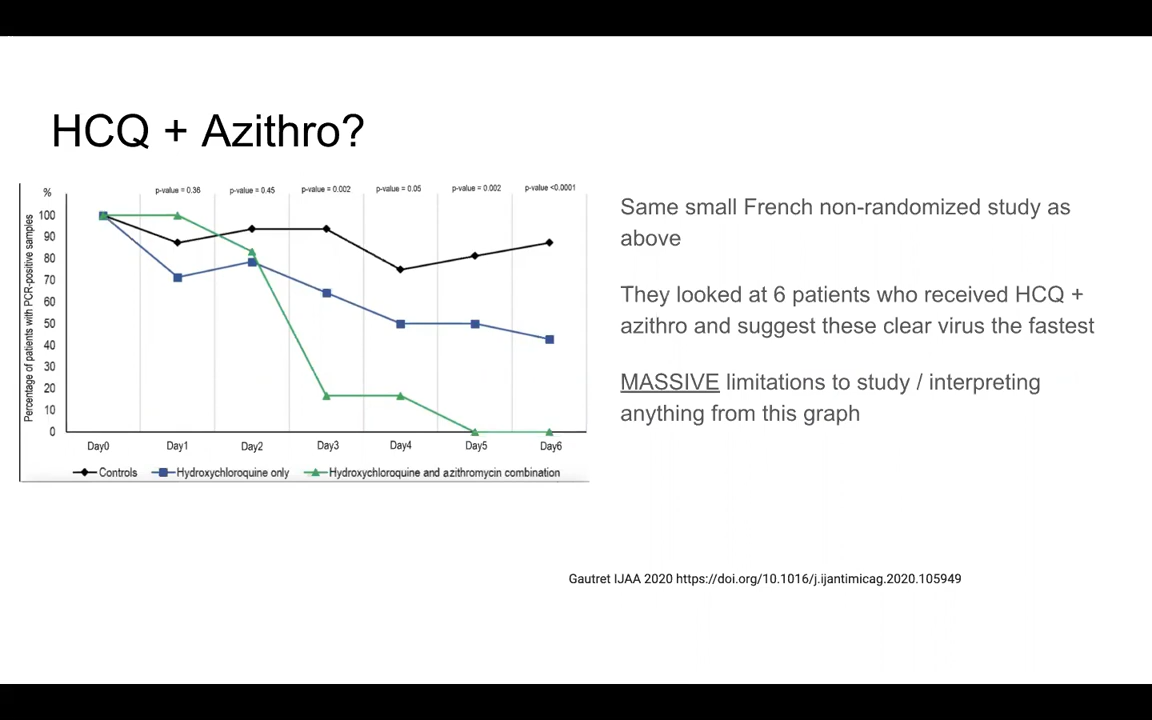 HCQ + Azithro?
%
p-value = 0.36
p-value = 0.45
p-value = 0.002
p-value = 0.05
p-value = 0.002
p-value <0.0001
Percentage of patients with PCR-positive samples
100
90
80
70
60
50
40
30
20
10
0
Day0
Day1
Day2
Day3
Day4
Day5
Day6
Controls
Hydroxychloroquine only
Hydroxychloroquine and azithromycin combination
Same small French non-randomized study as
above
They looked at 6 patients who received HCQ +
azithro and suggest these clear virus the fastest
MASSIVE limitations to study / interpreting
anything from this graph
Gautret IJAA 2020 https://doi.org/10.1016/j.ijantimicag.2020.105949